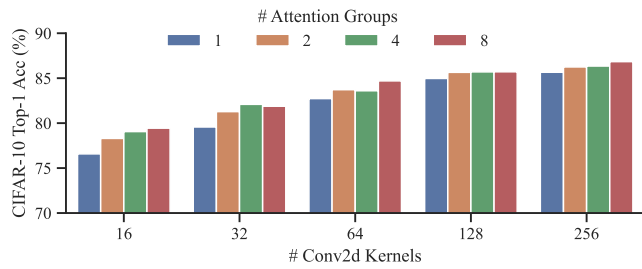 # Attention Groups
1 2 4 8
CIFAR-10 Top-1 Acc (%)
90
85
80
75
70
16 32 64 128 256
# Conv2d Kernels